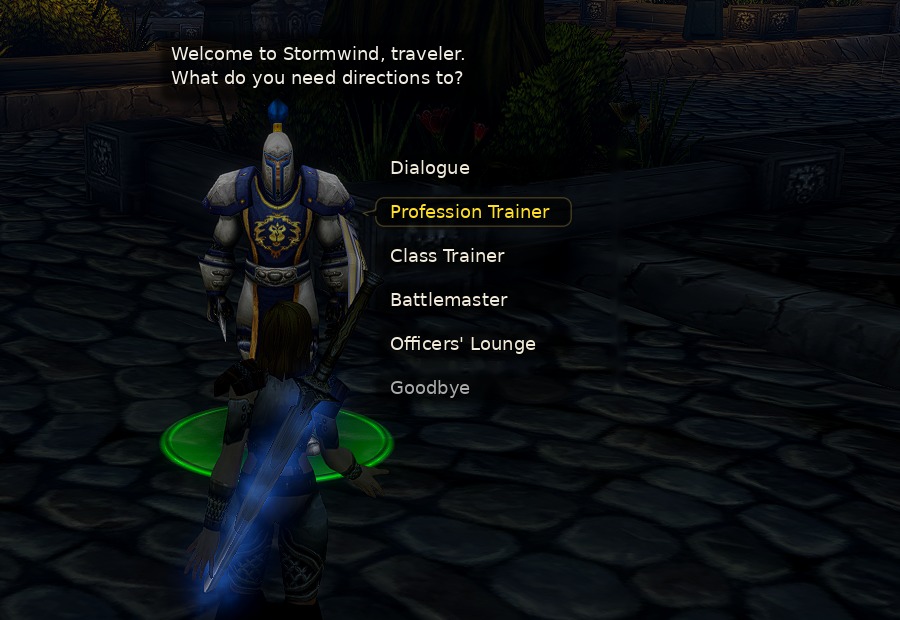 Welcome to Stormwind, traveler.
What do you need directions to?
Dialogue
Profession Trainer
Class Trainer
Battlemaster
Officers' Lounge
Goodbye